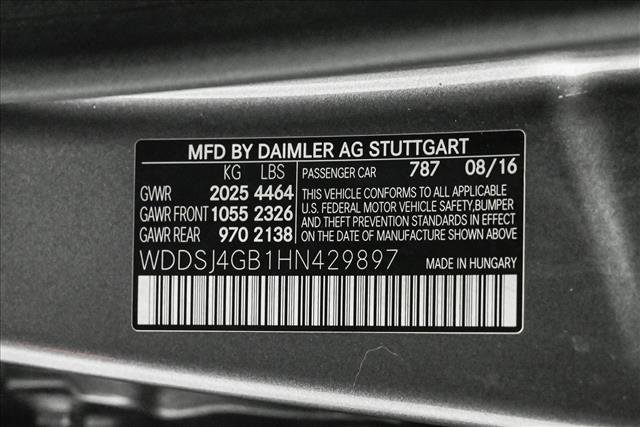 MFD BY DAIMLER AG STUTTGART
KG LBS
GVWR 2025 4464
GAWR FRONT 1055 2326
GAWR REAR 970 2138
PASSENGER CAR 787 08/16
THIS VEHICLE CONFORMS TO ALL APPLICABLE
U.S. FEDERAL MOTOR VEHICLE SAFETY,BUMPER
AND THEFT PREVENTION STANDARDS IN EFFECT
ON THE DATE OF MANUFACTURE SHOWN ABOVE
WDDSJ4GB1HN429897 MADE IN HUNGARY